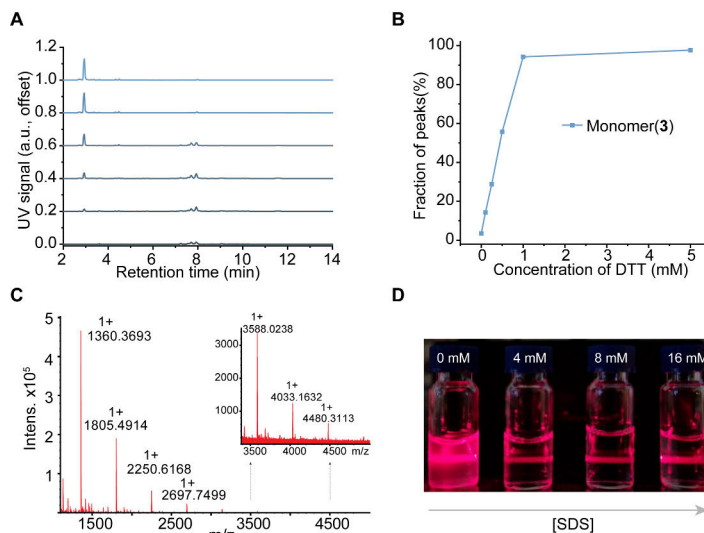 A
1.2
1.0
0.8
0.6
0.4
0.2
0.0
2 4 6 8 10 12 14
UV signal (a.u., offset)
Retention time (min)
B
100
80
60
40
20
0
0 1 2 3 4 5
Fraction of peaks(%)
Concentration of DTT (mM)
Monomer(3)
C
5
4
3
2
1
Intens. x10⁵
1+
1360.3693
1+
1805.4914
1+
2250.6168
1+
2697.7499
1500 2500 3500 4500
1+
3588.0238
1+
4033.1632
1+
4480.3113
3000
2000
1000
0
3500 4000 4500 m/z
D
0 mM 4 mM 8 mM 16 mM
[SDS]